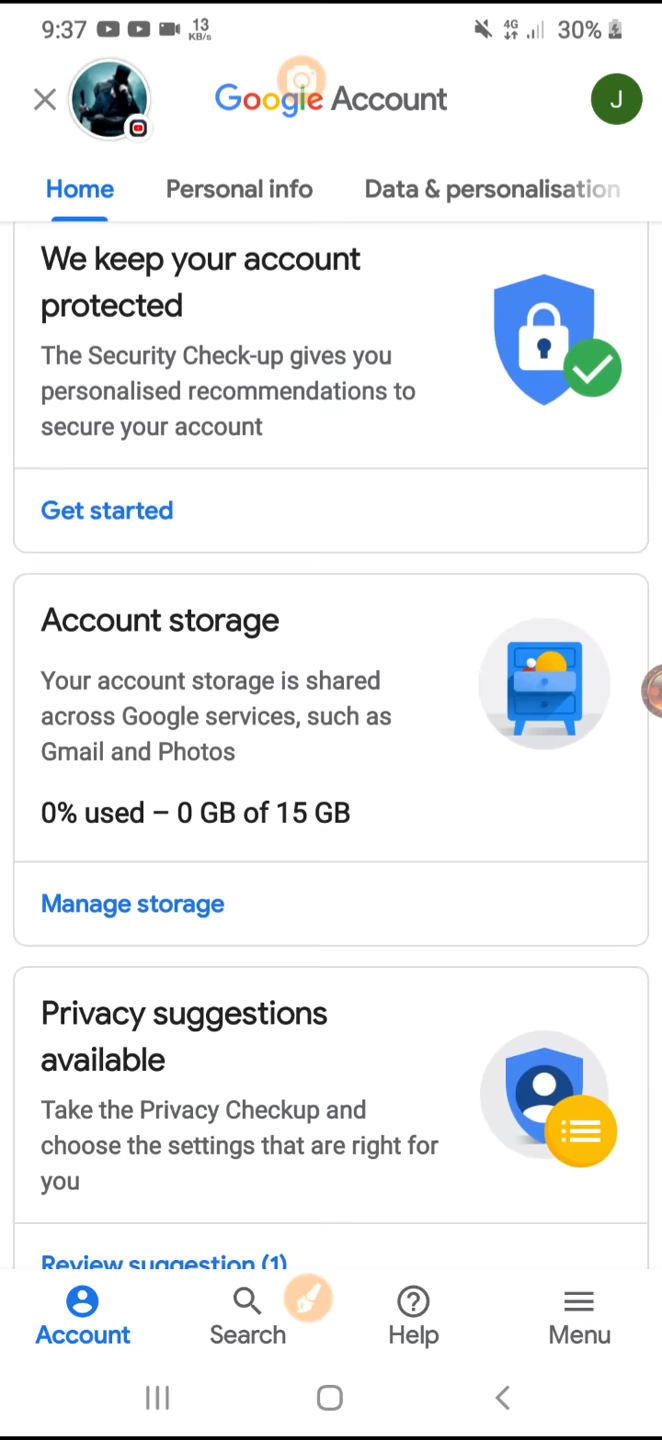 9:37 13 KB/s 4G 30%
Google Account J
Home Personal info Data & personalisation
We keep your account
protected
The Security Check-up gives you
personalised recommendations to
secure your account
Get started
Account storage
Your account storage is shared
across Google services, such as
Gmail and Photos
0% used – 0 GB of 15 GB
Manage storage
Privacy suggestions
available
Take the Privacy Checkup and
choose the settings that are right for
you
Review suggestion (1)
Account Search Help Menu